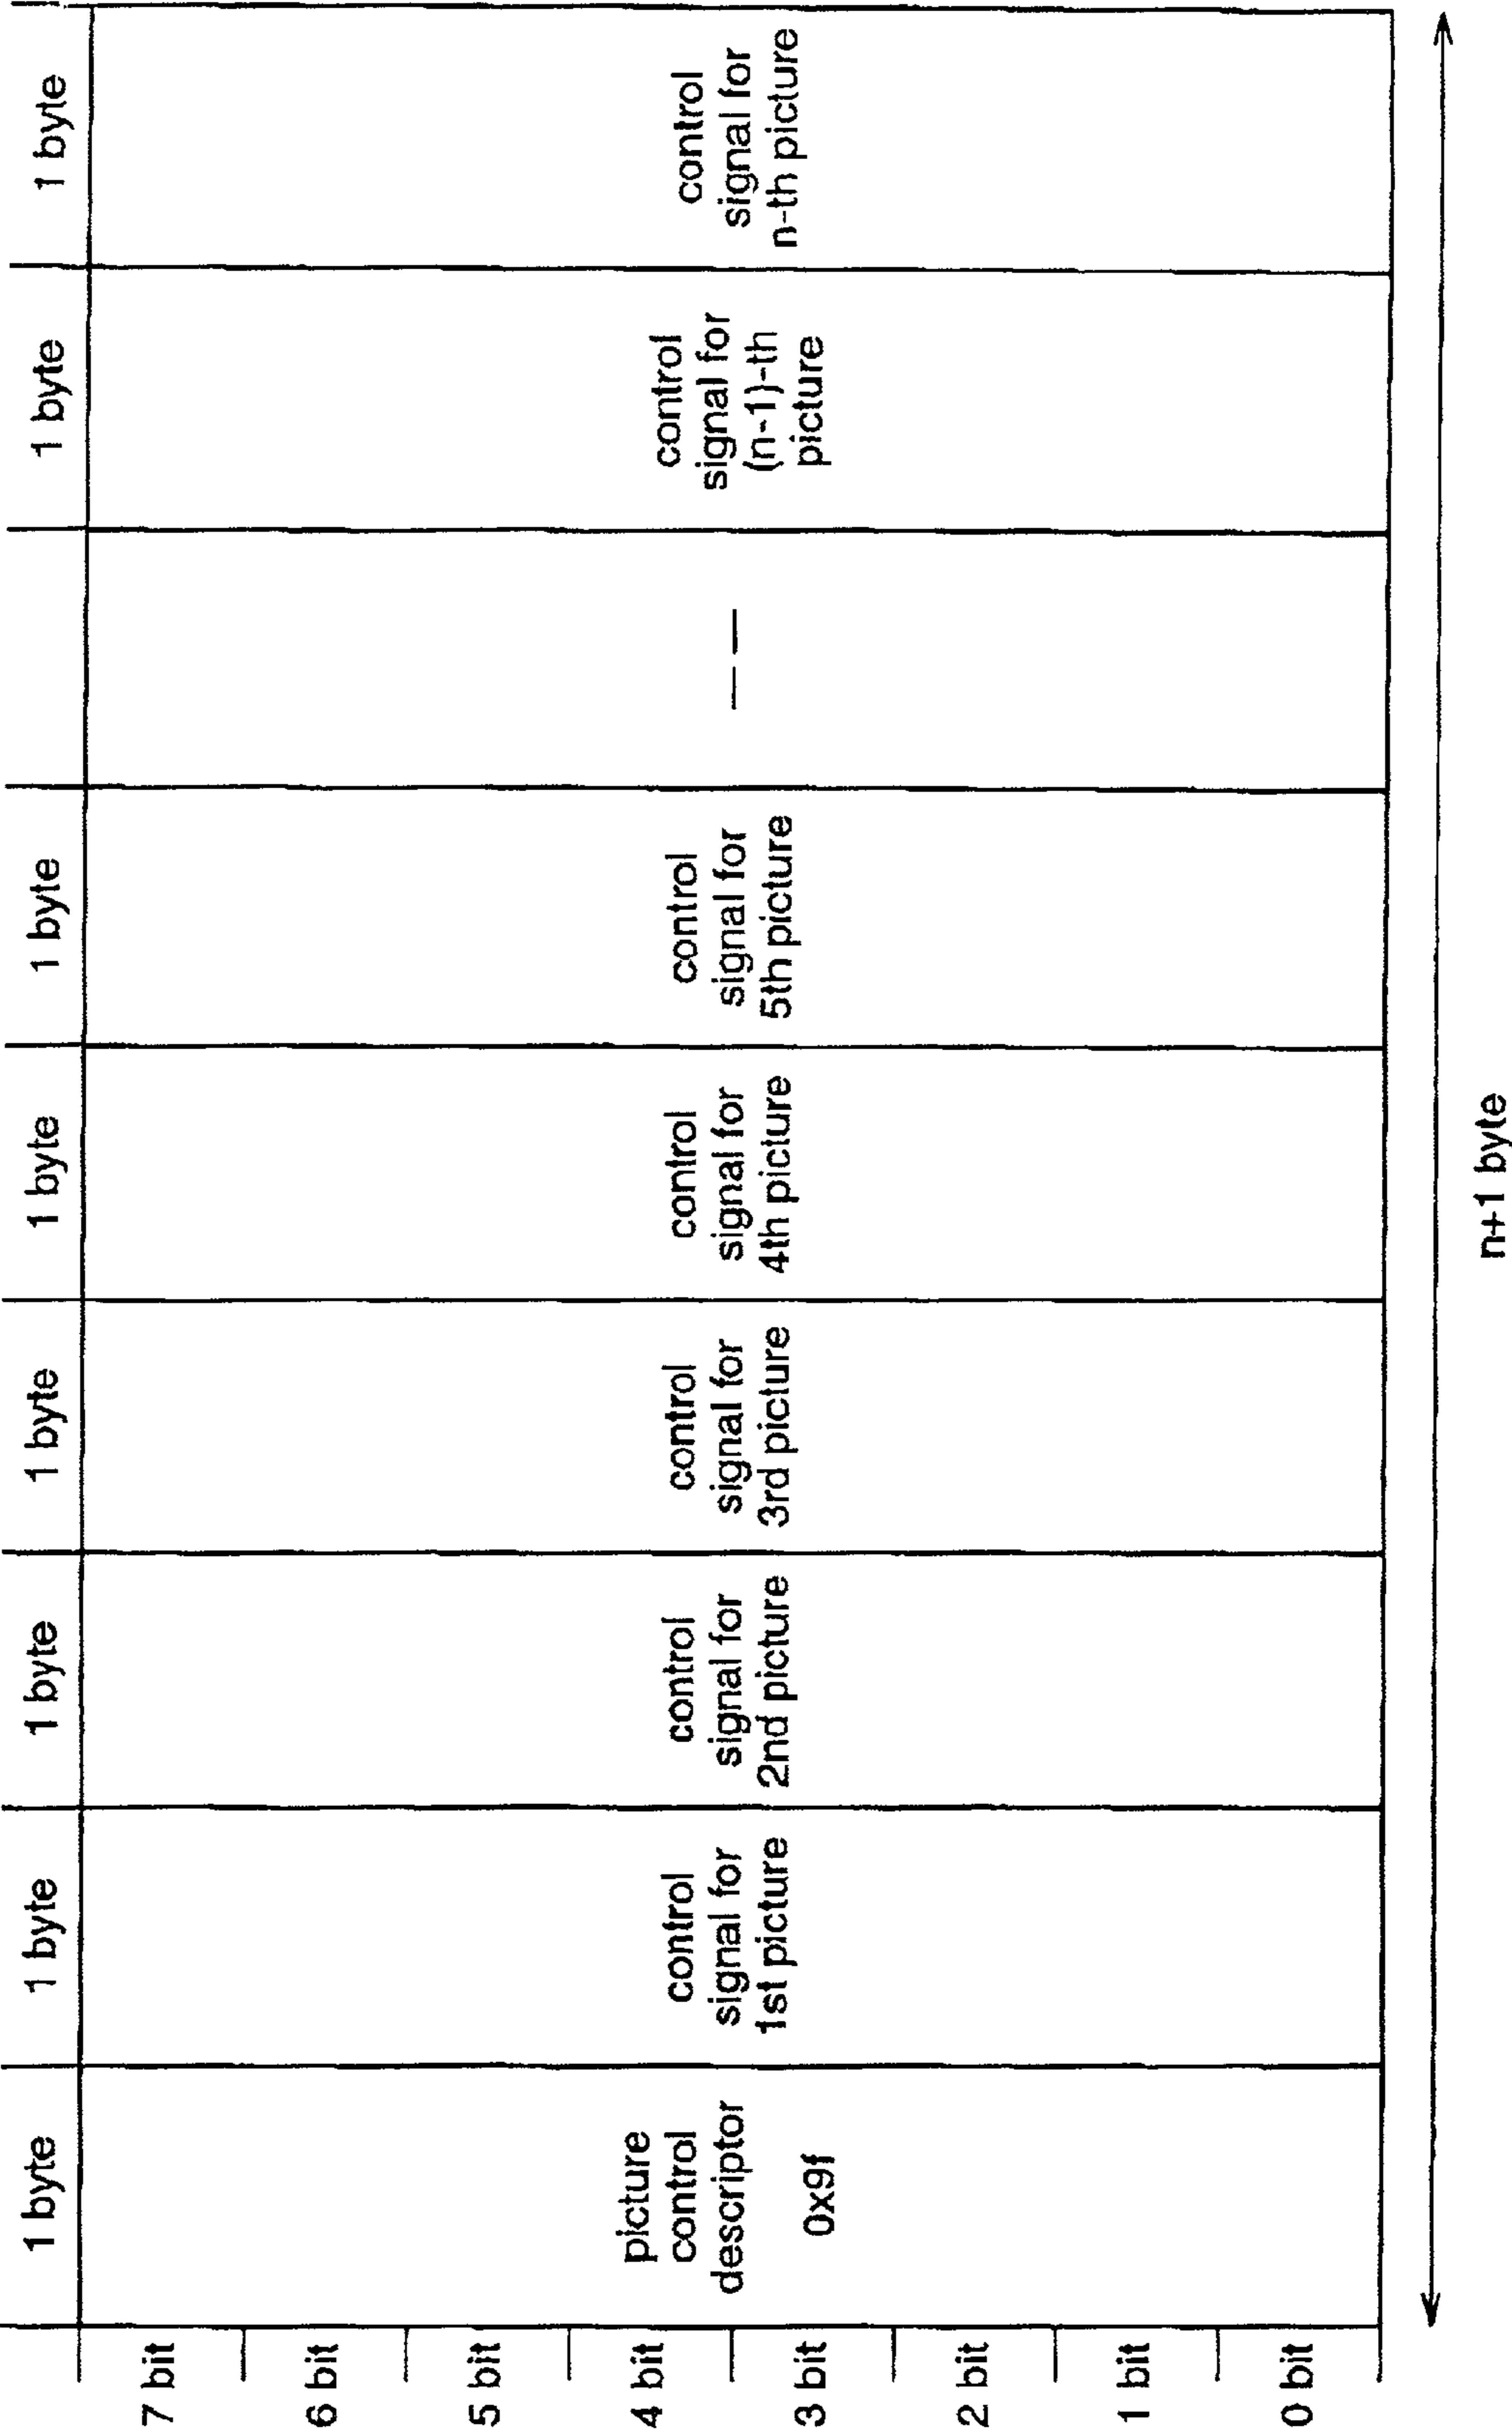 1 byte
1 byte
1 byte
1 byte
1 byte
1 byte
1 byte
1 byte
7 bit
6 bit
5 bit
4 bit
3 bit
2 bit
1 bit
0 bit
picture
control
descriptor
0x9f
control
signal for
1st picture
control
signal for
2nd picture
control
signal for
3rd picture
control
signal for
4th picture
control
signal for
5th picture
— —
control
signal for
(n-1)-th
picture
control
signal for
n-th picture
n+1 byte